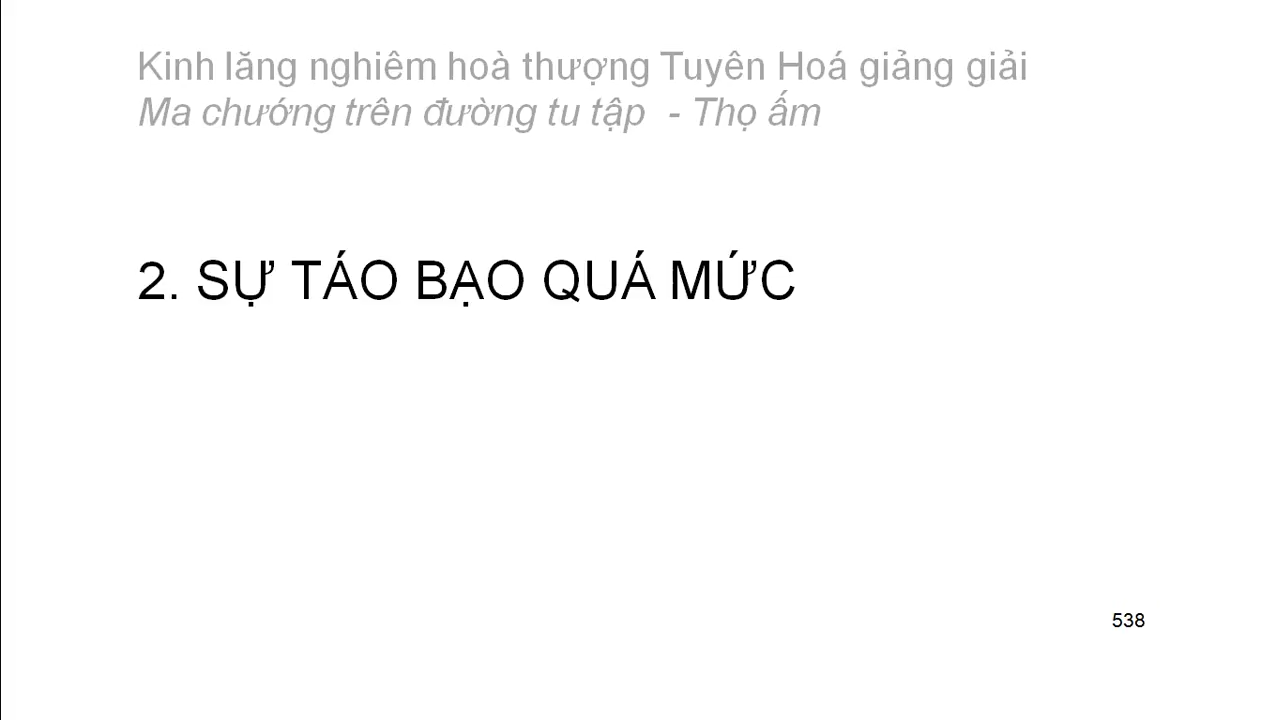 Kinh lăng nghiêm hoà thượng Tuyên Hoá giảng giải
Ma chướng trên đường tu tập - Thọ ấm
2. SỰ TÁO BẠO QUÁ MỨC
538